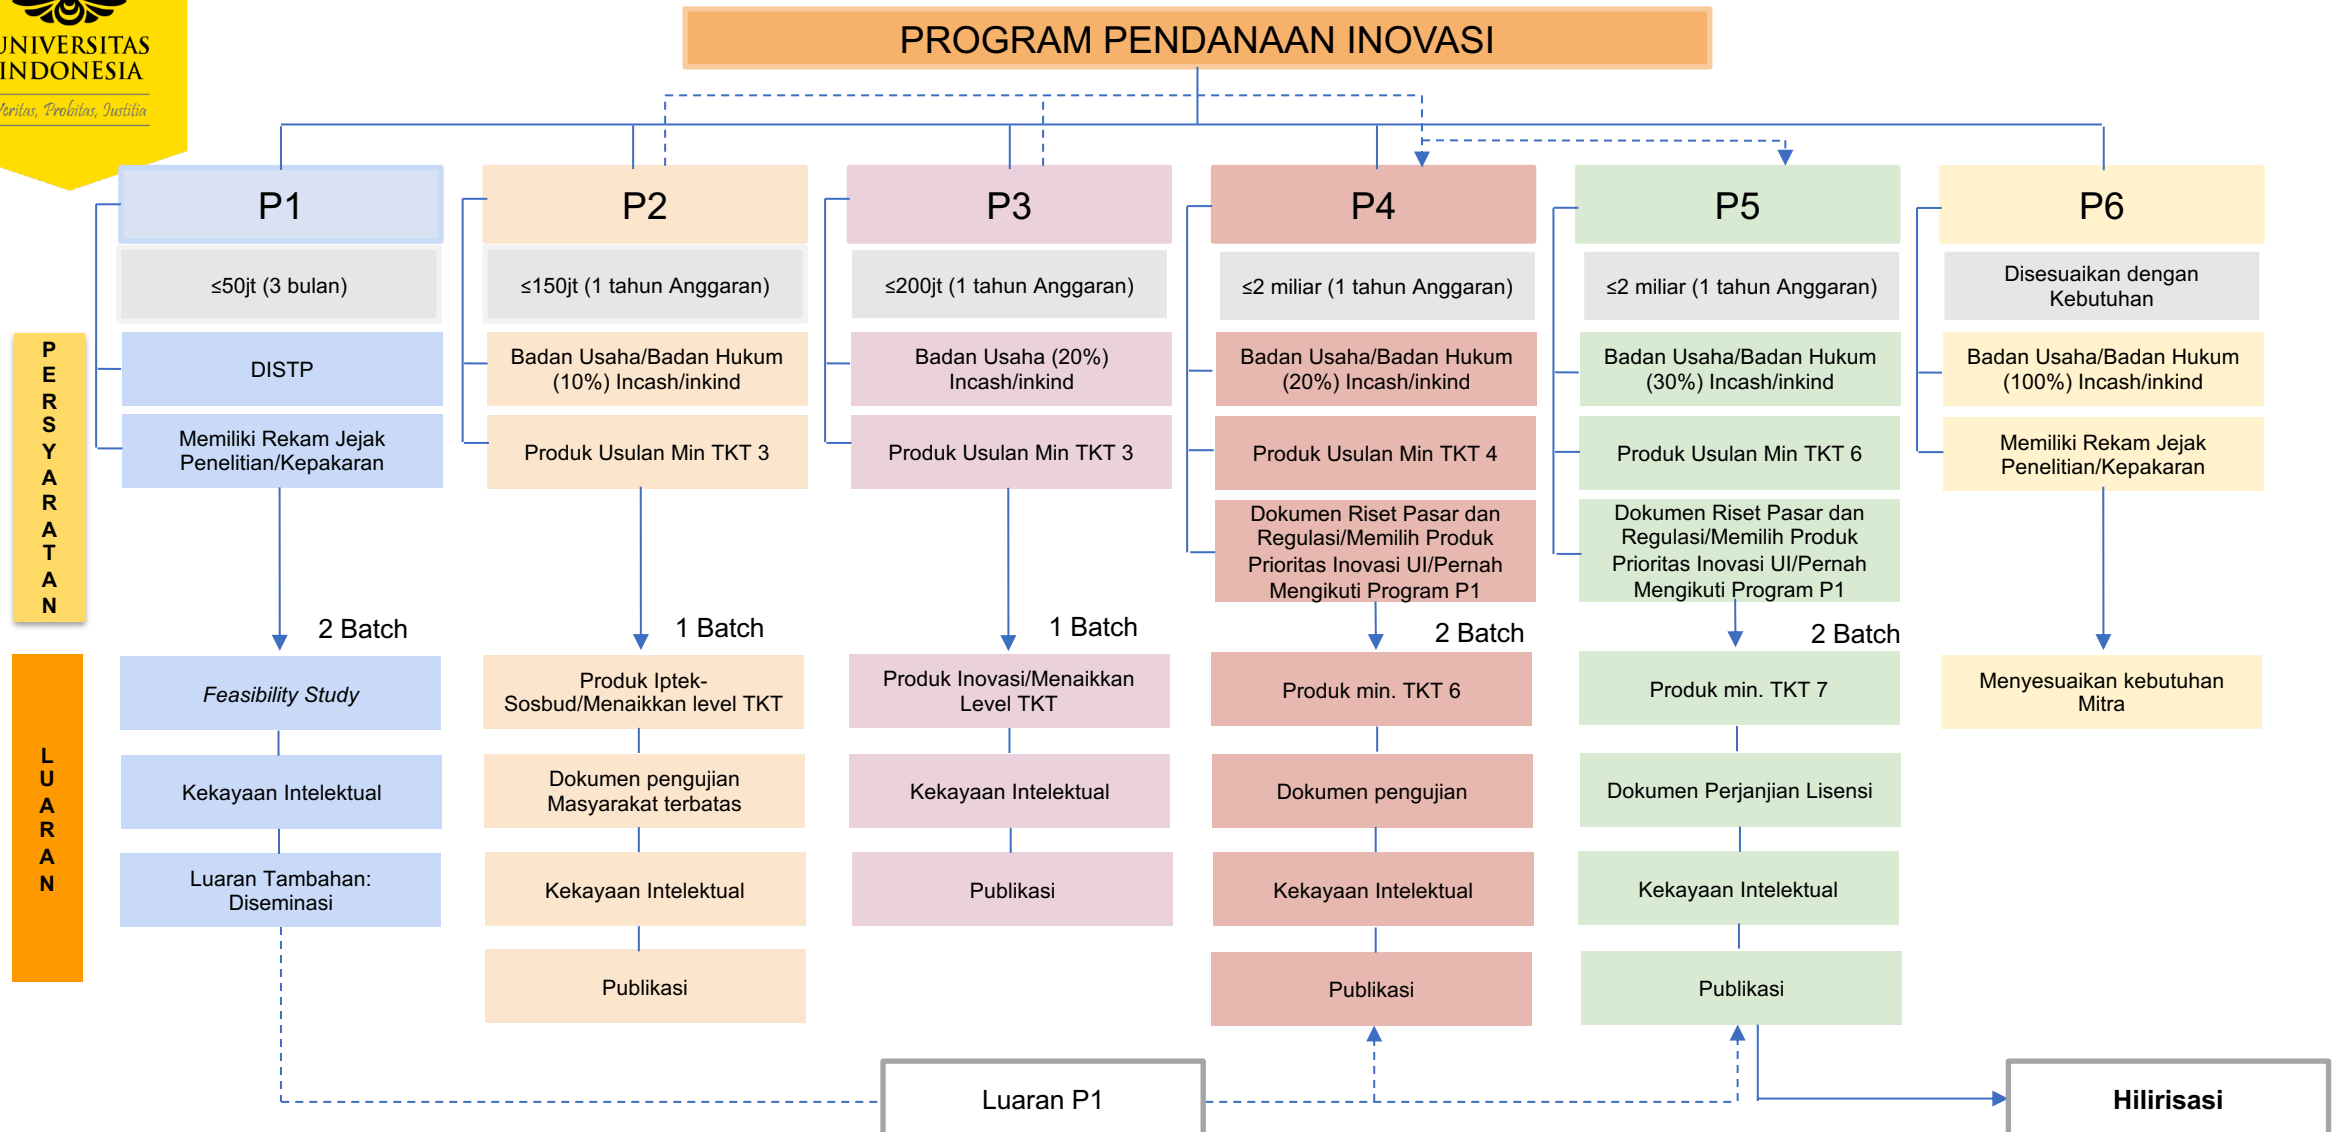 UNIVERSITAS
INDONESIA
Veritas, Probitas, Justitia
PROGRAM PENDANAAN INOVASI
P1
P2
P3
P4
P5
P6
≤50jt (3 bulan)
≤150jt (1 tahun Anggaran)
≤200jt (1 tahun Anggaran)
≤2 miliar (1 tahun Anggaran)
≤2 miliar (1 tahun Anggaran)
Disesuaikan dengan
Kebutuhan
PERSYARATAN
DISTP
Badan Usaha/Badan Hukum
(10%) Incash/inkind
Badan Usaha (20%)
Incash/inkind
Badan Usaha/Badan Hukum
(20%) Incash/inkind
Badan Usaha/Badan Hukum
(30%) Incash/inkind
Badan Usaha/Badan Hukum
(100%) Incash/inkind
Memiliki Rekam Jejak
Penelitian/Kepakaran
Produk Usulan Min TKT 3
Produk Usulan Min TKT 3
Produk Usulan Min TKT 4
Produk Usulan Min TKT 6
Memiliki Rekam Jejak
Penelitian/Kepakaran
Dokumen Riset Pasar dan
Regulasi/Memilih Produk
Prioritas Inovasi UI/Pernah
Mengikuti Program P1
Dokumen Riset Pasar dan
Regulasi/Memilih Produk
Prioritas Inovasi UI/Pernah
Mengikuti Program P1
2 Batch
1 Batch
1 Batch
2 Batch
2 Batch
LUARAN
Feasibility Study
Produk Iptek-
Sosbud/Menaikkan level TKT
Produk Inovasi/Menaikkan
Level TKT
Produk min. TKT 6
Produk min. TKT 7
Menyesuaikan kebutuhan
Mitra
Kekayaan Intelektual
Dokumen pengujian
Masyarakat terbatas
Kekayaan Intelektual
Dokumen pengujian
Dokumen Perjanjian Lisensi
Luaran Tambahan:
Diseminasi
Kekayaan Intelektual
Publikasi
Kekayaan Intelektual
Kekayaan Intelektual
Publikasi
Publikasi
Publikasi
Luaran P1
Hilirisasi